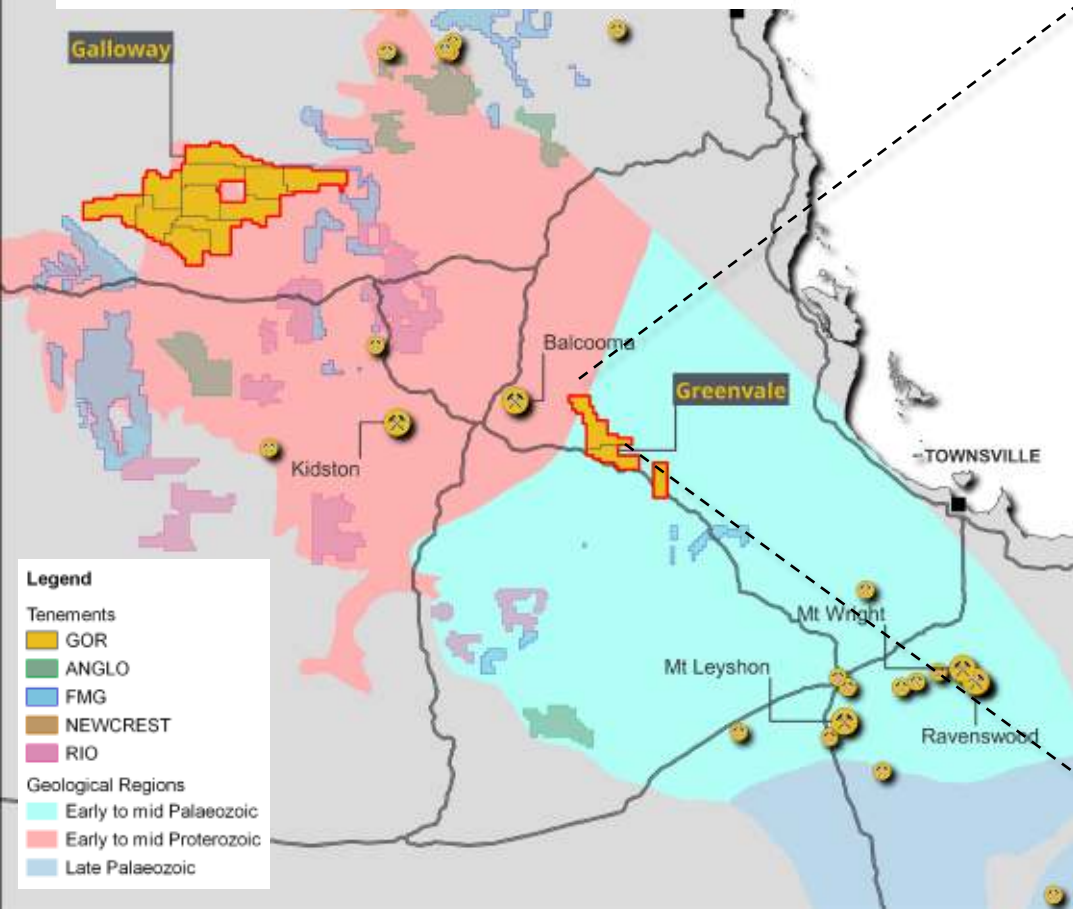 Galloway
Balcooma
Greenvale
Kidston
TOWNSVILLE
Mt Wright
Mt Leyshon
Ravenswood
Legend
Tenements
GOR
ANGLO
FMG
NEWCREST
RIO
Geological Regions
Early to mid Palaeozoic
Early to mid Proterozoic
Late Palaeozoic